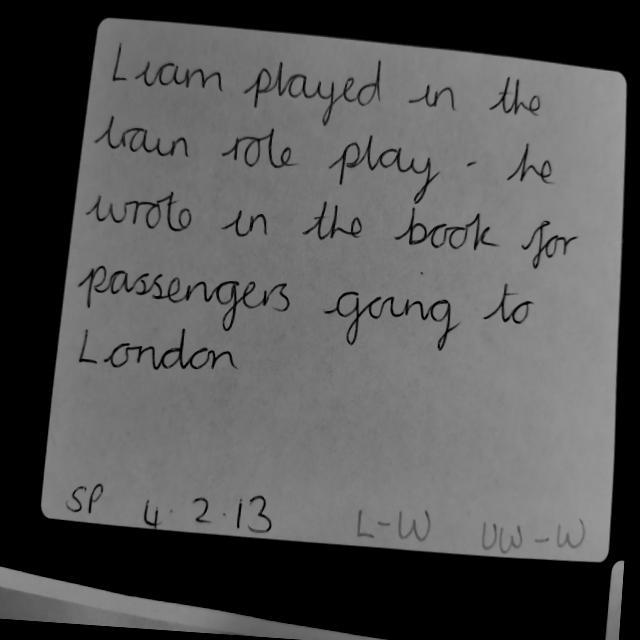 Liam played in the
train role play - he
wrote in the book for
passengers going to
London
SP 4.2.13 L-W UW-W